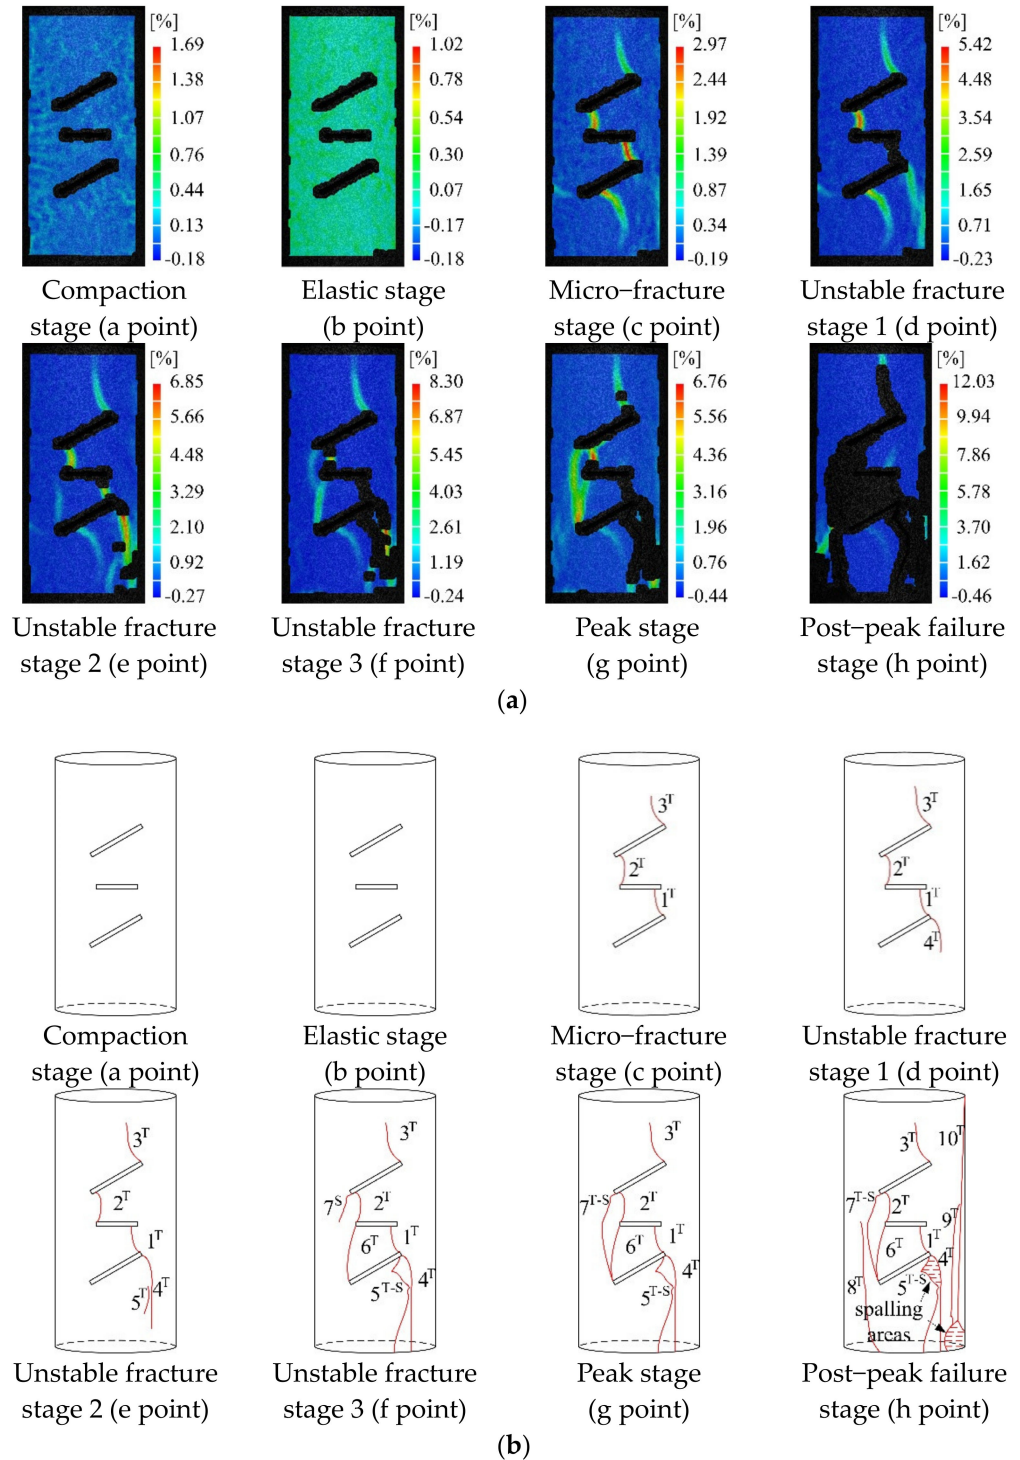 [%] [%] [%] [%]
1.69 1.02 2.97 5.42
1.38 0.78 2.44 4.48
1.07 0.54 1.92 3.54
0.76 0.30 1.39 2.59
0.44 0.07 0.87 1.65
0.13 -0.17 0.34 0.71
-0.18 -0.18 -0.19 -0.23
Compaction Elastic stage Micro−fracture Unstable fracture
stage (a point) (b point) stage (c point) stage 1 (d point)
[%] [%] [%] [%]
6.85 8.30 6.76 12.03
5.66 6.87 5.56 9.94
4.48 5.45 4.36 7.86
3.29 4.03 3.16 5.78
2.10 2.61 1.96 3.70
0.92 1.19 0.76 1.62
-0.27 -0.24 -0.44 -0.46
Unstable fracture Unstable fracture Peak stage Post−peak failure
stage 2 (e point) stage 3 (f point) (g point) stage (h point)
(a)
3T 3T
2T 2T
1T 1T
4T
Compaction Elastic stage Micro−fracture Unstable fracture
stage (a point) (b point) stage (c point) stage 1 (d point)
3T 3T 3T 3T 10T
2T 7S 2T 7T-S 2T 7T-S 2T 9T
1T 6T 1T 6T 1T 6T 1T
5T 4T 5T-S 4T 5T-S 4T 8T 5T-S 4T
spalling
areas
Unstable fracture Unstable fracture Peak stage Post−peak failure
stage 2 (e point) stage 3 (f point) (g point) stage (h point)
(b)